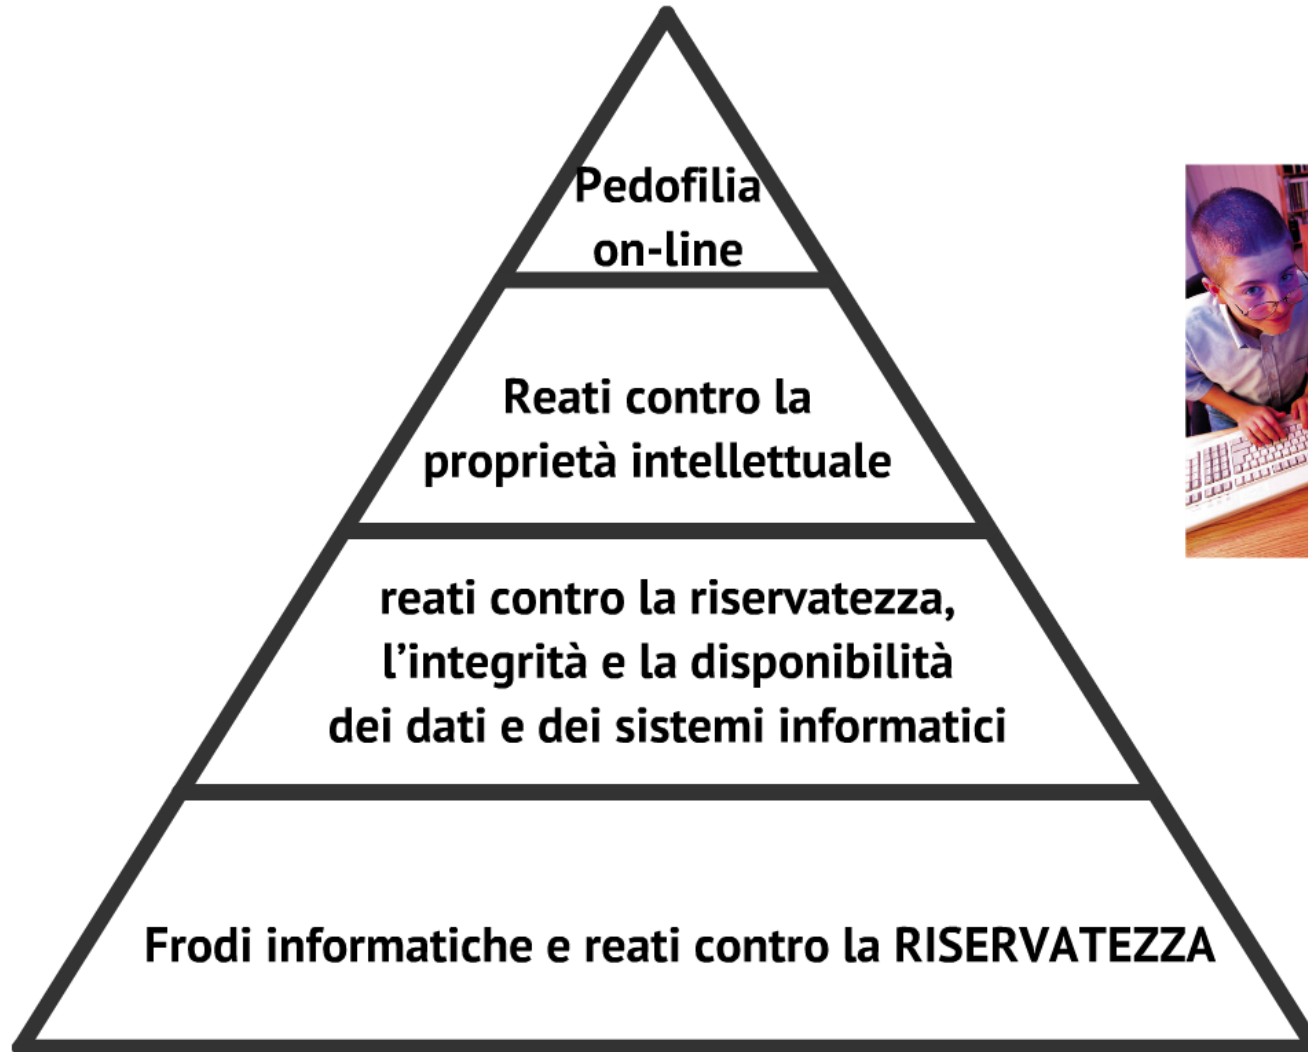 Pedofilia
on-line
Reati contro la
proprietà intellettuale
reati contro la riservatezza,
l’integrità e la disponibilità
dei dati e dei sistemi informatici
Frodi informatiche e reati contro la RISERVATEZZA